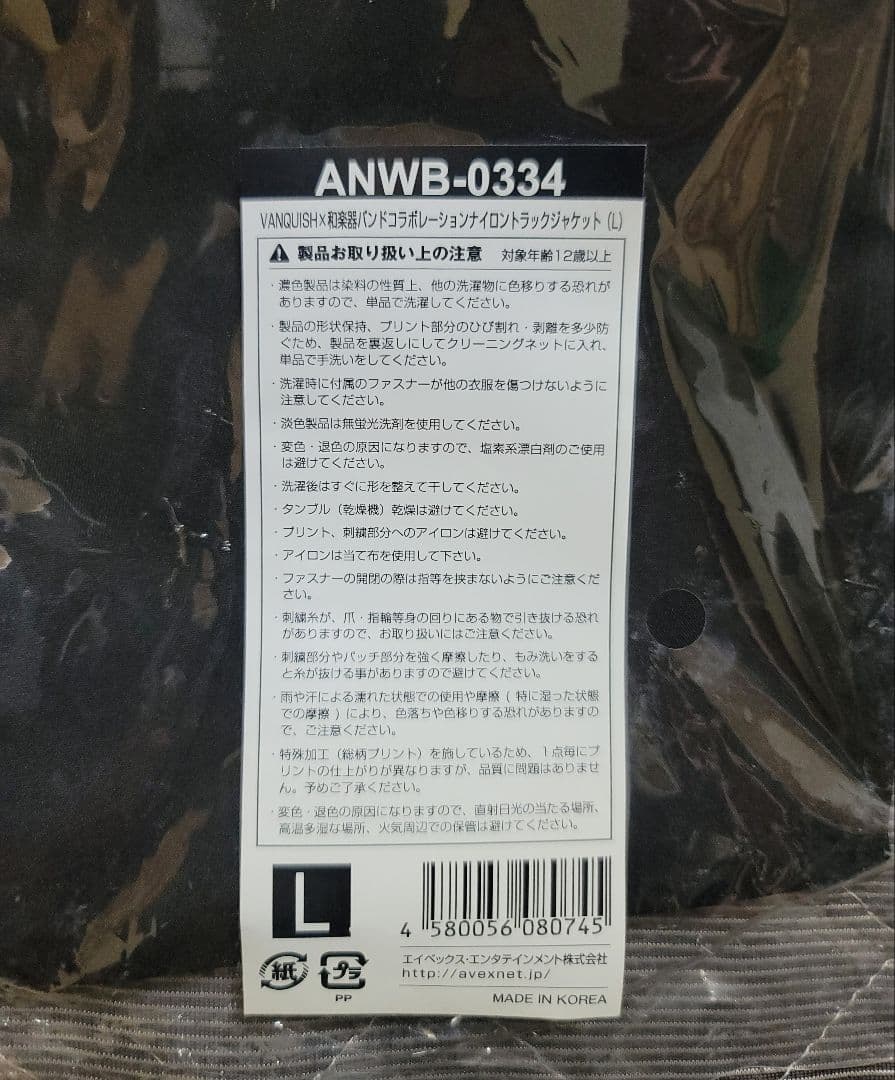 ANWB-0334
VANQUISH×和楽器バンドコラボレーションナイロントラックジャケット（L）
製品お取り扱い上の注意　対象年齢12歳以上
・濃色製品は染料の性質上、他の洗濯物に色移りする恐れが
ありますので、単品で洗濯してください。
・製品の形状保持、プリント部分のひび割れ・剥離を多少防
ぐため、製品を裏返しにしてクリーニングネットに入れ、
単品で手洗いをしてください。
・洗濯時に付属のファスナーが他の衣服を傷つけないように
注意してください。
・淡色製品は無蛍光洗剤を使用してください。
・変色・退色の原因になりますので、塩素系漂白剤のご使用
は避けてください。
・洗濯後はすぐに形を整えて干してください。
・タンブル（乾燥機）乾燥は避けてください。
・プリント、刺繍部分へのアイロンは避けてください。
・アイロンは当て布を使用して下さい。
・ファスナーの開閉の際は指等を挟まないようにご注意くだ
さい。
・刺繍糸が、爪・指輪等身の回りにある物で引き抜ける恐れ
がありますので、お取り扱いにはご注意ください。
・刺繍部分やパッチ部分を強く摩擦したり、もみ洗いをする
と糸が抜ける事がありますので避けてください。
・雨や汗による濡れた状態での使用や摩擦 ( 特に湿った状態
での摩擦 ) により、色落ちや色移りする恐れがありますの
で、ご注意ください。
・特殊加工（総柄プリント）を施しているため、1点毎にプ
リントの仕上がりが異なりますが、品質に問題はありませ
ん。予めご了承ください。
・変色・退色の原因になりますので、直射日光の当たる場所、
高温多湿な場所、火気周辺での保管は避けてください。
L
4 580056 080745
エイベックス・エンタテインメント株式会社
http://avexnet.jp/
紙
プラ
PP
MADE IN KOREA